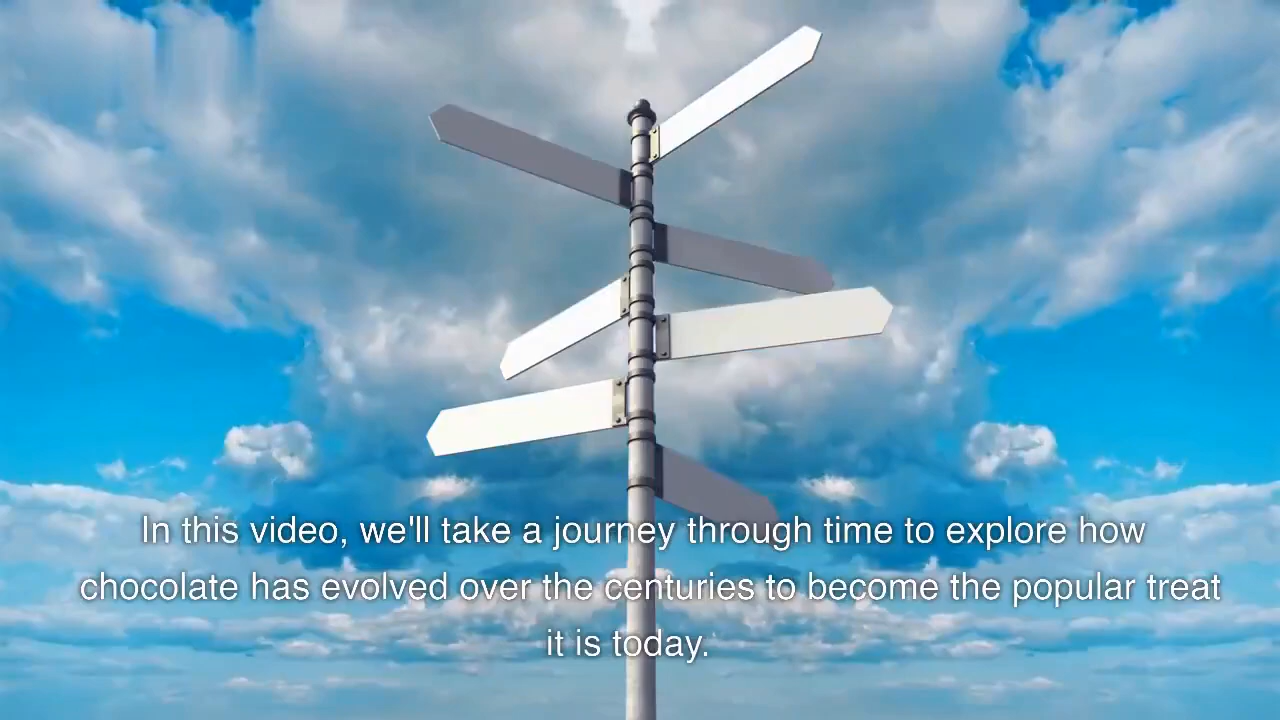 In this video, we'll take a journey through time to explore how
chocolate has evolved over the centuries to become the popular treat
it is today.